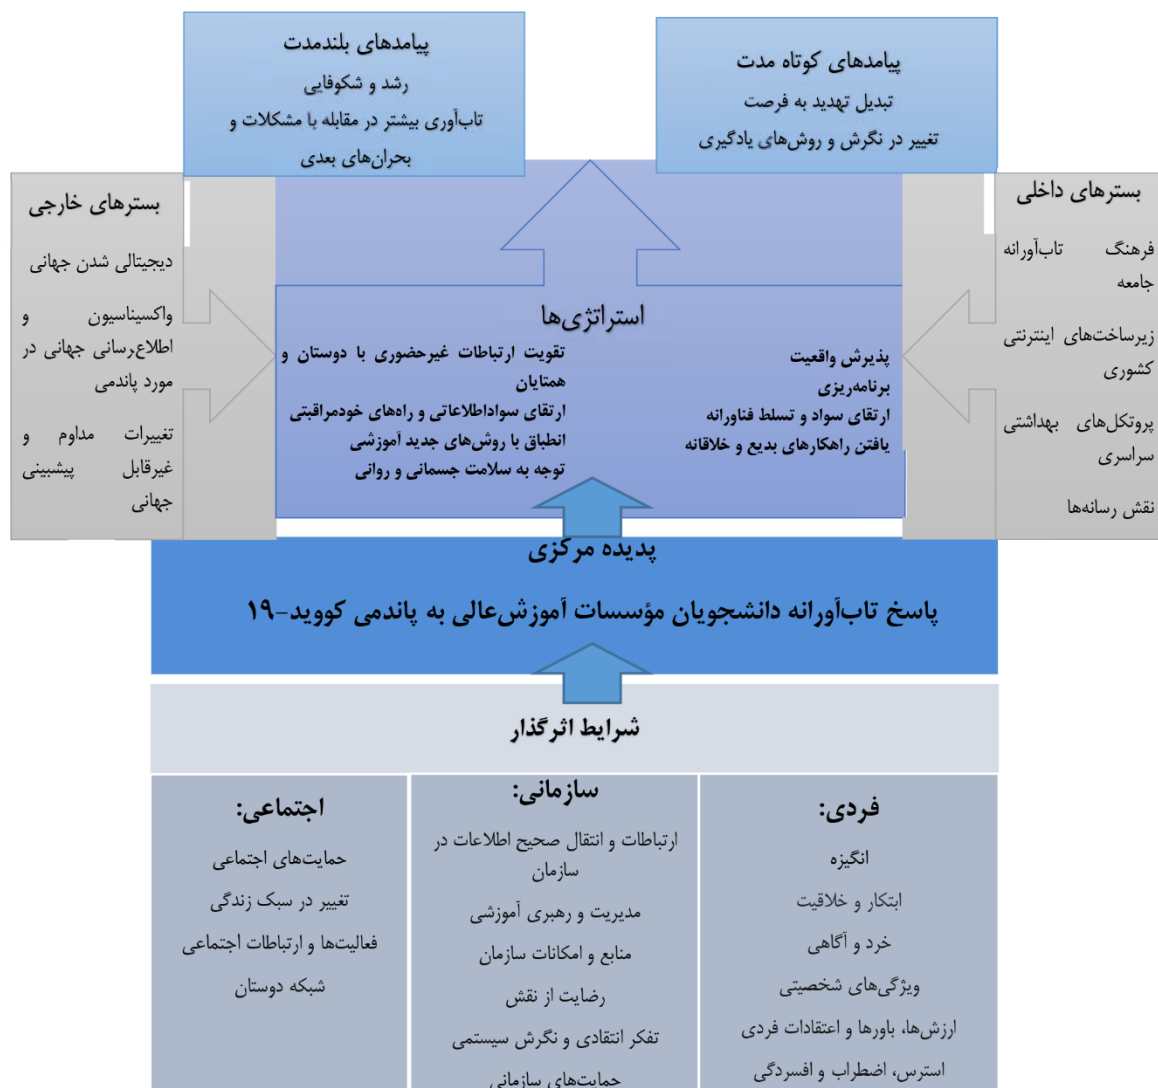 پیامدهای کوتاه مدت
تبدیل تهدید به فرصت
تغییر در نگرش و روش‌های یادگیری
پیامدهای بلندمدت
رشد و شکوفایی
تاب‌آوری بیشتر در مقابله با مشکلات و
بحران‌های بعدی
بسترهای داخلی
فرهنگ تاب‌آورانه
جامعه
زیرساخت‌های اینترنتی
کشوری
پروتکل‌های بهداشتی
سراسری
نقش رسانه‌ها
استراتژی‌ها
پذیرش واقعیت
برنامه‌ریزی
ارتقای سواد و تسلط فناورانه
یافتن راهکارهای بدیع و خلاقانه
تقویت ارتباطات غیرحضوری با دوستان و
همتایان
ارتقای سواداطلاعاتی و راه‌های خودمراقبتی
انطباق با روش‌های جدید آموزشی
توجه به سلامت جسمانی و روانی
بسترهای خارجی
دیجیتالی شدن جهانی
واکسیناسیون و
اطلاع‌رسانی جهانی در
مورد پاندمی
تغییرات مداوم و
غیرقابل پیشبینی
جهانی
پدیده مرکزی
پاسخ تاب‌آورانه دانشجویان مؤسسات آموزش‌عالی به پاندمی کووید-۱۹
شرایط اثرگذار
فردی:
انگیزه
ابتکار و خلاقیت
خرد و آگاهی
ویژگی‌های شخصیتی
ارزش‌ها، باورها و اعتقادات فردی
استرس، اضطراب و افسردگی
سازمانی:
ارتباطات و انتقال صحیح اطلاعات در
سازمان
مدیریت و رهبری آموزشی
منابع و امکانات سازمان
رضایت از نقش
تفکر انتقادی و نگرش سیستمی
حمایت‌های سازمانی
اجتماعی:
حمایت‌های اجتماعی
تغییر در سبک زندگی
فعالیت‌ها و ارتباطات اجتماعی
شبکه دوستان